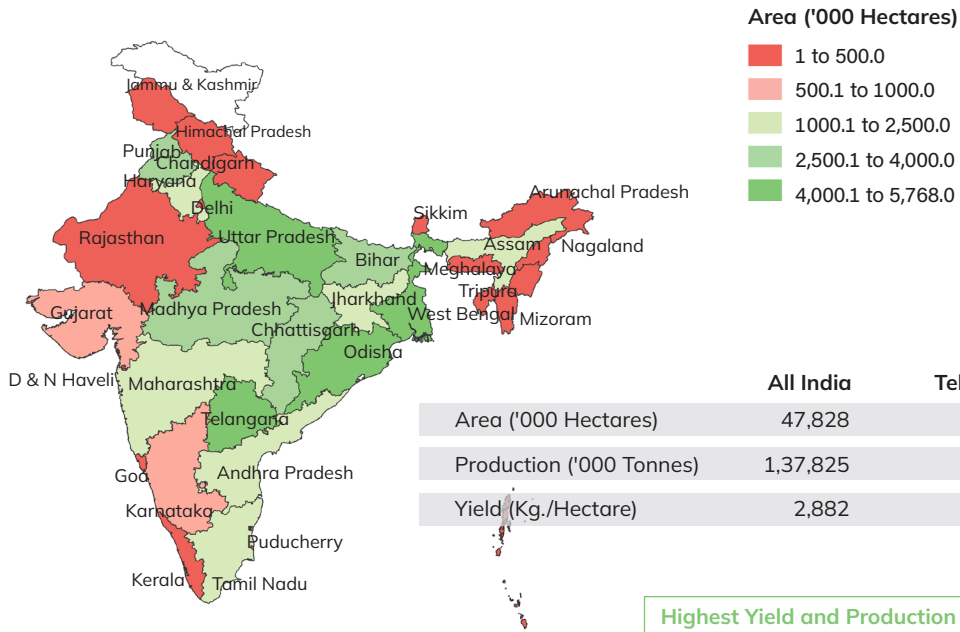 Area ('000 Hectares)
1 to 500.0
500.1 to 1000.0
1000.1 to 2,500.0
2,500.1 to 4,000.0
4,000.1 to 5,768.0
Jammu & Kashmir
Himachal Pradesh
Punjab
Chandigarh
Haryana
Delhi
Rajasthan
Uttar Pradesh
Bihar
Sikkim
Arunachal Pradesh
Assam
Nagaland
Meghalaya
Tripura
Mizoram
West Bengal
Jharkhand
Gujarat
Madhya Pradesh
Chhattisgarh
Odisha
D & N Haveli
Maharashtra
Telangana
Goa
Andhra Pradesh
Karnataka
Puducherry
Kerala
Tamil Nadu
All India Tel
Area ('000 Hectares) 47,828
Production ('000 Tonnes) 1,37,825
Yield (Kg./Hectare) 2,882
Highest Yield and Production